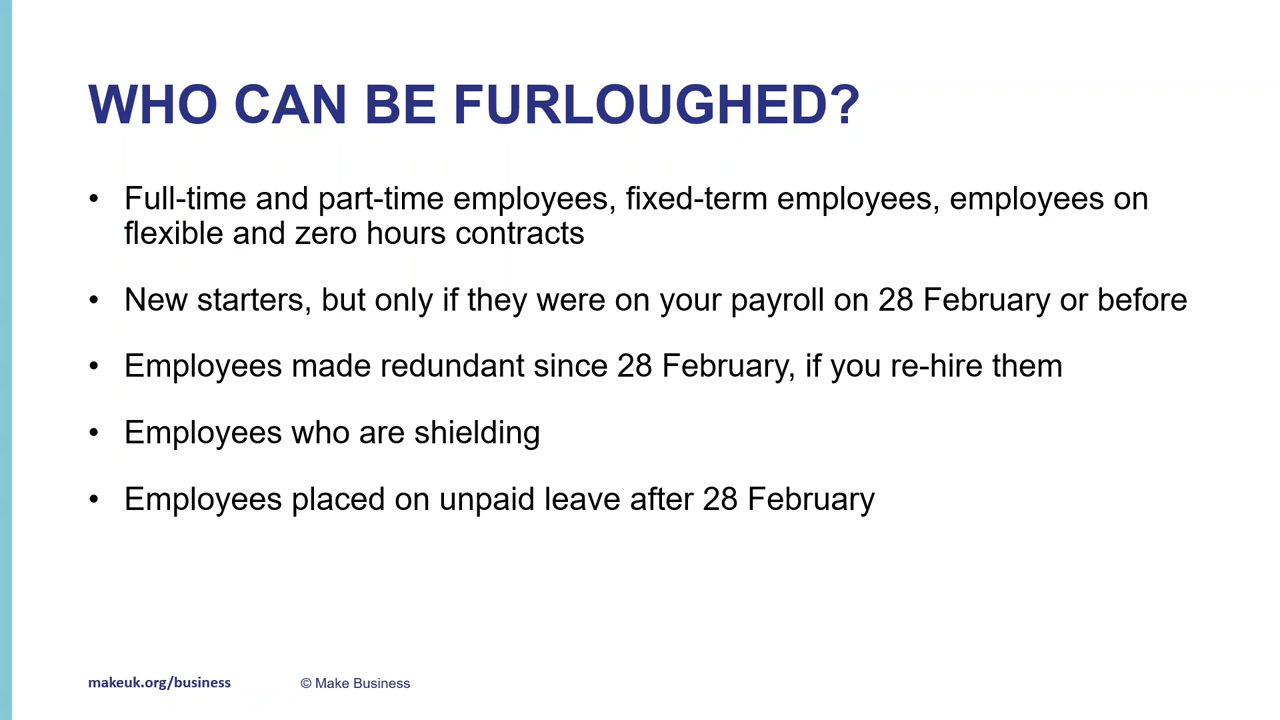 WHO CAN BE FURLOUGHED?
• Full-time and part-time employees, fixed-term employees, employees on
flexible and zero hours contracts
• New starters, but only if they were on your payroll on 28 February or before
• Employees made redundant since 28 February, if you re-hire them
• Employees who are shielding
• Employees placed on unpaid leave after 28 February
makeuk.org/business © Make Business